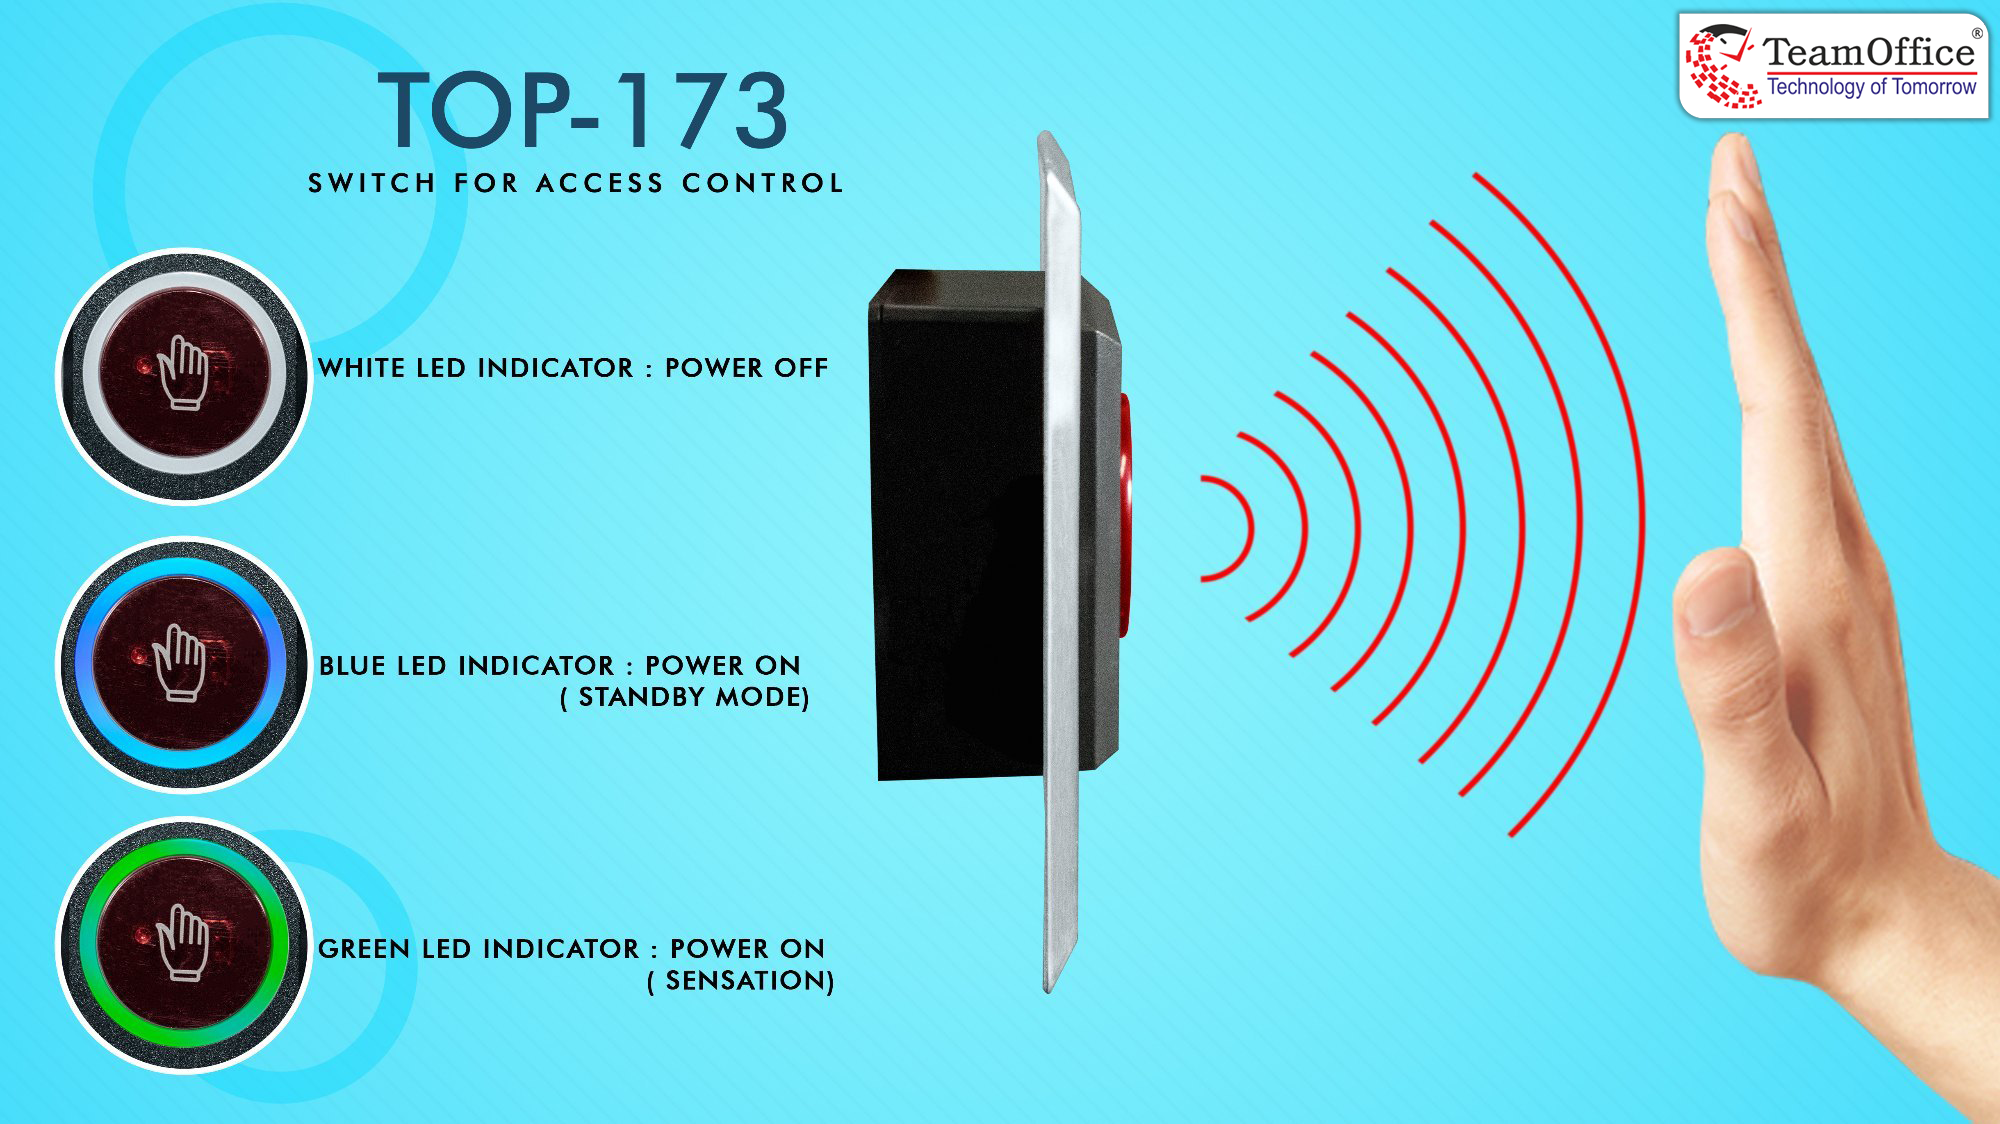 TeamOffice®
Technology of Tomorrow
TOP-173
SWITCH FOR ACCESS CONTROL
WHITE LED INDICATOR : POWER OFF
BLUE LED INDICATOR : POWER ON
( STANDBY MODE)
GREEN LED INDICATOR : POWER ON
( SENSATION)